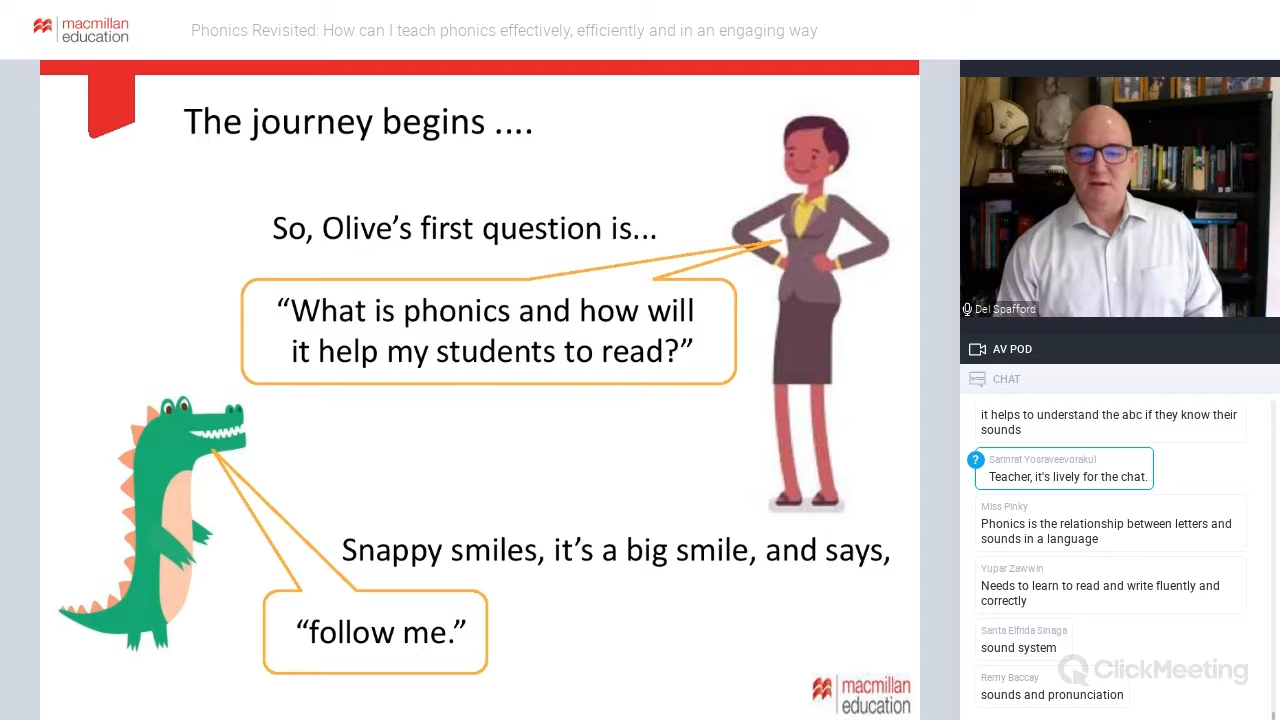 macmillan
education
Phonics Revisited: How can I teach phonics effectively, efficiently and in an engaging way
The journey begins ....
So, Olive’s first question is...
“What is phonics and how will
it help my students to read?”
Snappy smiles, it’s a big smile, and says,
“follow me.”
macmillan
education
Del Spafford
AV POD
CHAT
it helps to understand the abc if they know their
sounds
?
Sarinrat Yosraveevorakul
Teacher, it's lively for the chat.
Miss Pinky
Phonics is the relationship between letters and
sounds in a language
Yupar Zawwin
Needs to learn to read and write fluently and
correctly
Santa Elfrida Sinaga
sound system
ClickMeeting
Remy Baccay
sounds and pronunciation